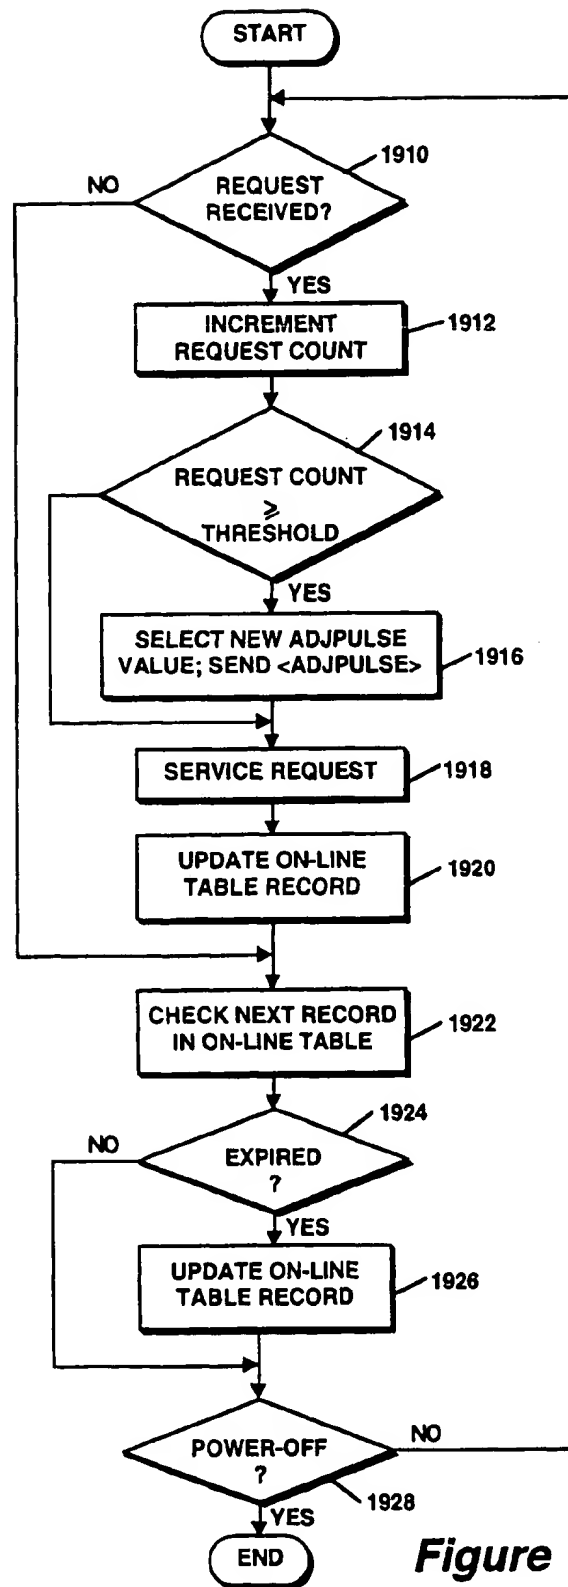 START
1910
NO
REQUEST
RECEIVED?
YES
INCREMENT
REQUEST COUNT
1912
1914
REQUEST COUNT
≥
THRESHOLD
YES
SELECT NEW ADJPULSE
VALUE; SEND <ADJPULSE>
1916
SERVICE REQUEST
1918
UPDATE ON-LINE
TABLE RECORD
1920
CHECK NEXT RECORD
IN ON-LINE TABLE
1922
1924
NO
EXPIRED
?
YES
UPDATE ON-LINE
TABLE RECORD
1926
POWER-OFF
?
NO
1928
YES
END
Figure